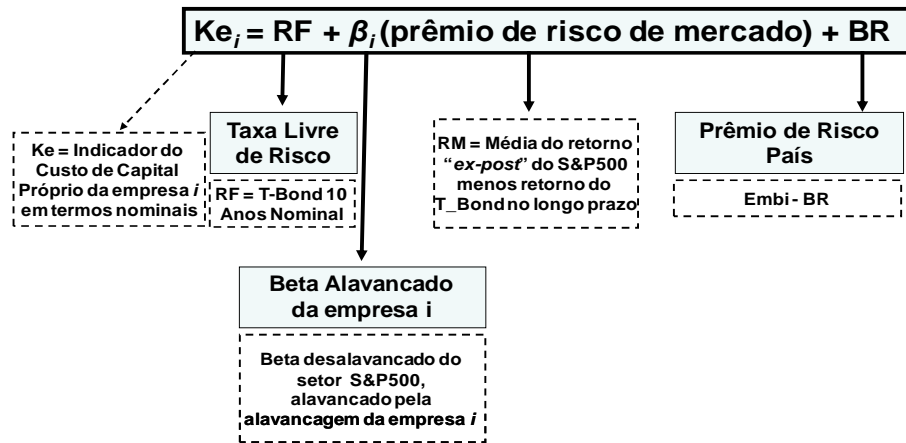 Ke𝑖 = RF + β𝑖 (prêmio de risco de mercado) + BR
Ke = Indicador do
Custo de Capital
Próprio da empresa i
em termos nominais
Taxa Livre
de Risco
RF = T-Bond 10
Anos Nominal
RM = Média do retorno
“ex-post” do S&P500
menos retorno do
T_Bond no longo prazo
Prêmio de Risco
País
Embi - BR
Beta Alavancado
da empresa i
Beta desalavancado do
setor S&P500,
alavancado pela
alavancagem da empresa i